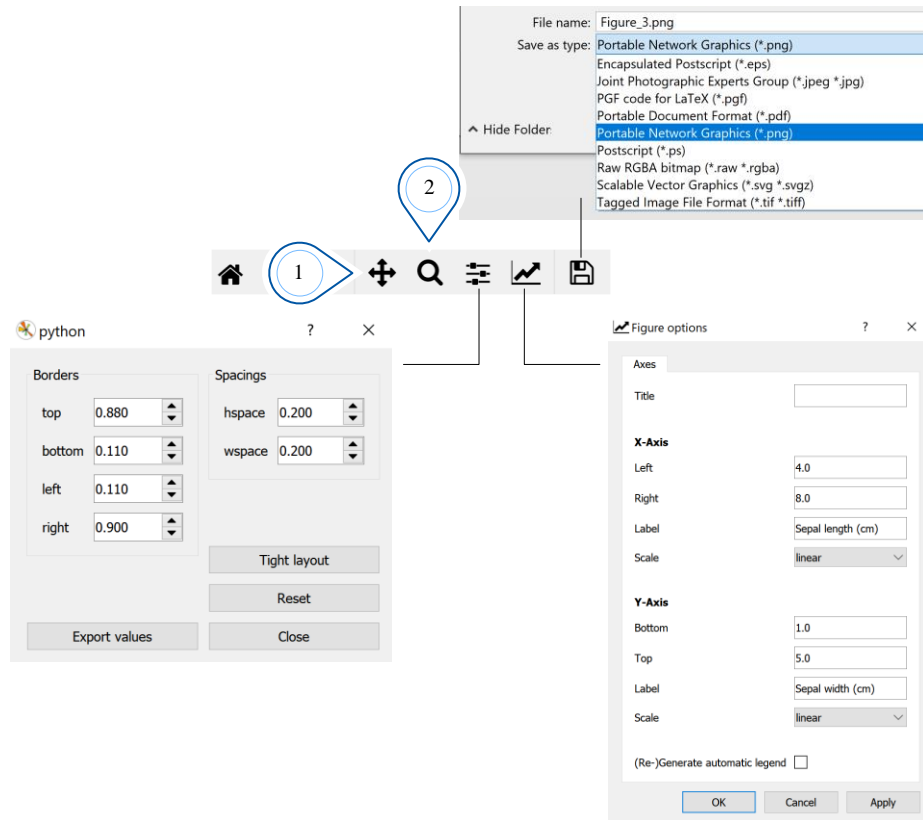 File name: Figure_3.png
Save as type: Portable Network Graphics (*.png)
Encapsulated Postscript (*.eps)
Joint Photographic Experts Group (*.jpeg *.jpg)
PGF code for LaTeX (*.pgf)
Portable Document Format (*.pdf)
Hide Folder
Portable Network Graphics (*.png)
Postscript (*.ps)
Raw RGBA bitmap (*.raw *.rgba)
Scalable Vector Graphics (*.svg *.svgz)
Tagged Image File Format (*.tif *.tiff)
2
1
python ?
Borders
top 0.880
bottom 0.110
left 0.110
right 0.900
Spacings
hspace 0.200
wspace 0.200
Tight layout
Reset
Export values
Close
Figure options ?
Axes
Title
X-Axis
Left 4.0
Right 8.0
Label Sepal length (cm)
Scale linear
Y-Axis
Bottom 1.0
Top 5.0
Label Sepal width (cm)
Scale linear
(Re-)Generate automatic legend
OK Cancel Apply